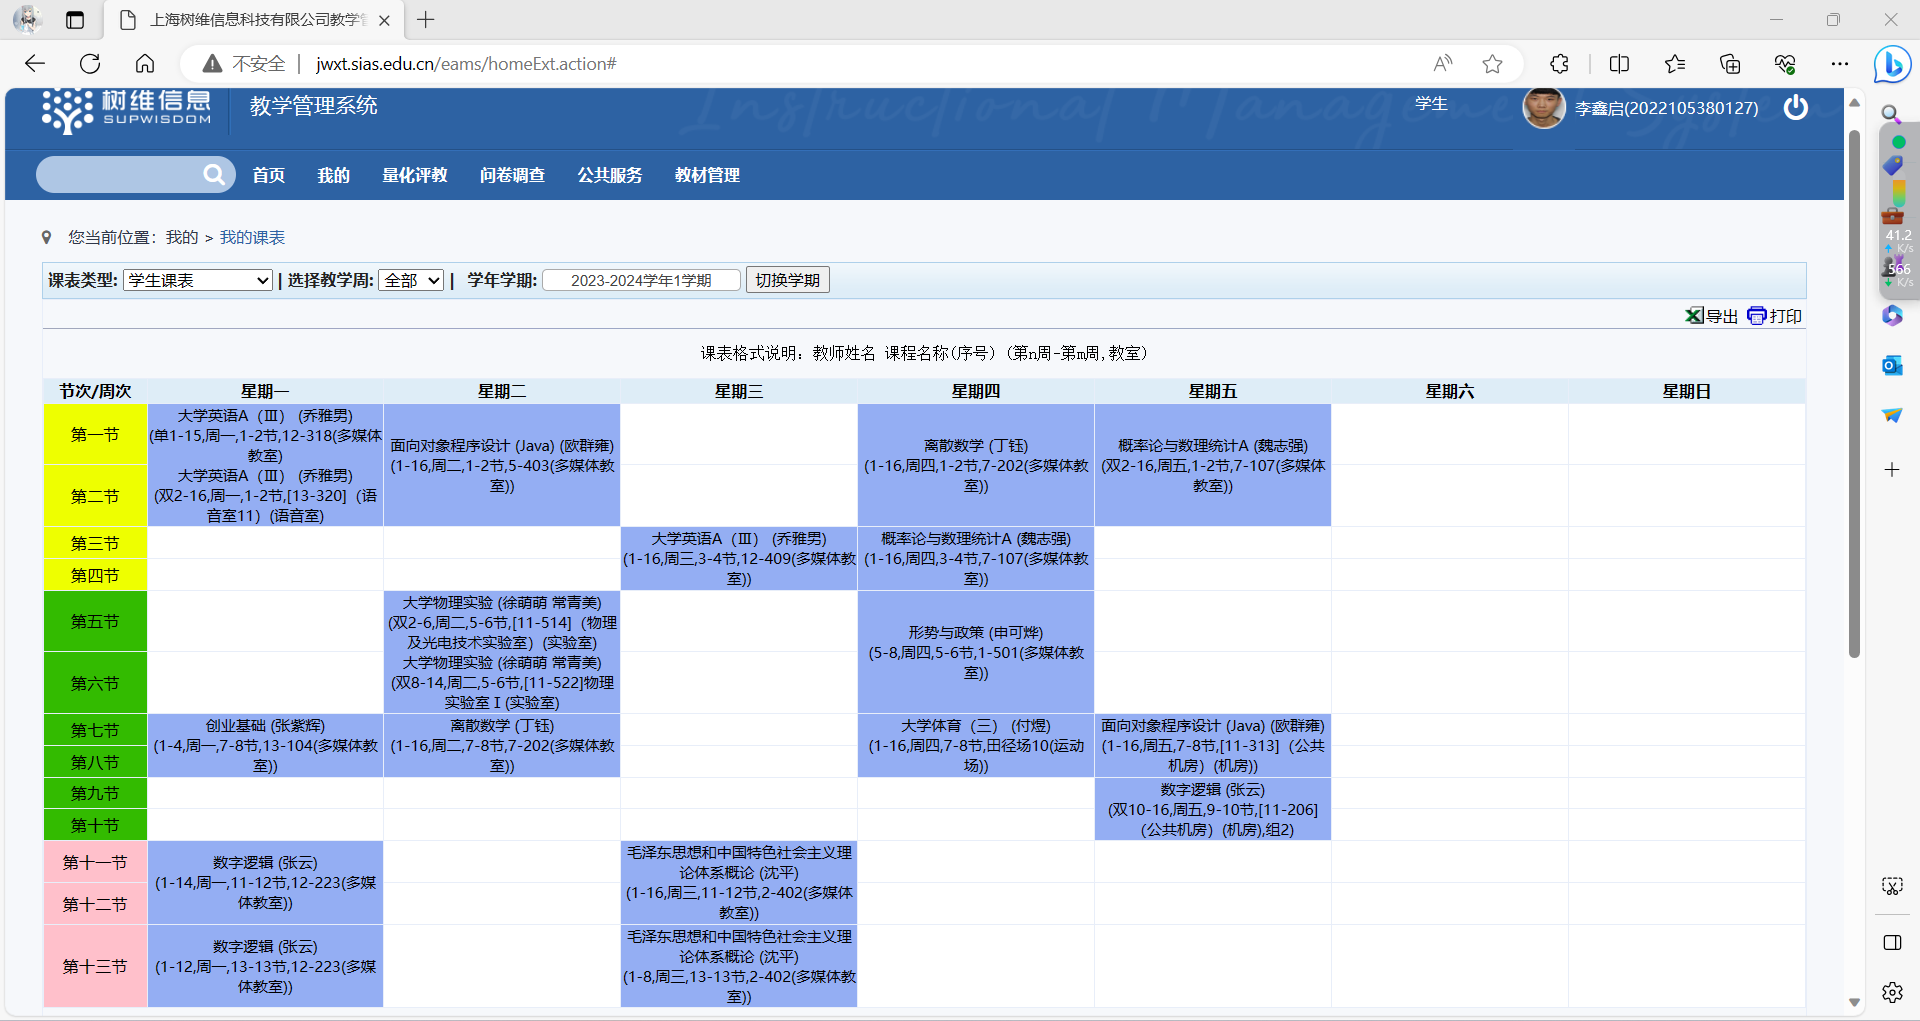 上海树维信息科技有限公司教学管
不安全
jwxt.sias.edu.cn/eams/homeExt.action#
树维信息
SUPWISDOM
教学管理系统
学生
李鑫启(2022105380127)
首页 我的 量化评教 问卷调查 公共服务 教材管理
您当前位置：我的 > 我的课表
课表类型: 学生课表 | 选择教学周: 全部 | 学年学期: 2023-2024学年1学期 切换学期
导出 打印
课表格式说明：教师姓名 课程名称(序号) (第n周-第m周,教室)
节次/周次 星期一 星期二 星期三 星期四 星期五 星期六 星期日
第一节
第二节
大学英语A（Ⅲ） (乔雅男)
(单1-15,周一,1-2节,12-318(多媒体
教室)
大学英语A（Ⅲ） (乔雅男)
(双2-16,周一,1-2节,[13-320]（语
音室11）(语音室)
面向对象程序设计 (Java) (欧群雍)
(1-16,周二,1-2节,5-403(多媒体教
室))
离散数学 (丁钰)
(1-16,周四,1-2节,7-202(多媒体教
室))
概率论与数理统计A (魏志强)
(双2-16,周五,1-2节,7-107(多媒体
教室))
第三节
第四节
大学英语A（Ⅲ） (乔雅男)
(1-16,周三,3-4节,12-409(多媒体教
室))
概率论与数理统计A (魏志强)
(1-16,周四,3-4节,7-107(多媒体教
室))
第五节
第六节
大学物理实验 (徐萌萌 常青美)
(双2-6,周二,5-6节,[11-514]（物理
及光电技术实验室）(实验室)
大学物理实验 (徐萌萌 常青美)
(双8-14,周二,5-6节,[11-522]物理
实验室Ⅰ(实验室)
形势与政策 (申可烨)
(5-8,周四,5-6节,1-501(多媒体教
室))
第七节
第八节
创业基础 (张紫辉)
(1-4,周一,7-8节,13-104(多媒体教
室))
离散数学 (丁钰)
(1-16,周二,7-8节,7-202(多媒体教
室))
大学体育（三） (付煜)
(1-16,周四,7-8节,田径场10(运动
场))
面向对象程序设计 (Java) (欧群雍)
(1-16,周五,7-8节,[11-313]（公共
机房）(机房))
第九节
第十节
数字逻辑 (张云)
(双10-16,周五,9-10节,[11-206]
（公共机房）(机房),组2)
第十一节
第十二节
数字逻辑 (张云)
(1-14,周一,11-12节,12-223(多媒
体教室))
毛泽东思想和中国特色社会主义理
论体系概论 (沈平)
(1-16,周三,11-12节,2-402(多媒体
教室))
第十三节
数字逻辑 (张云)
(1-12,周一,13-13节,12-223(多媒
体教室))
毛泽东思想和中国特色社会主义理
论体系概论 (沈平)
(1-8,周三,13-13节,2-402(多媒体教
室))
41.2
K/s
566
K/s